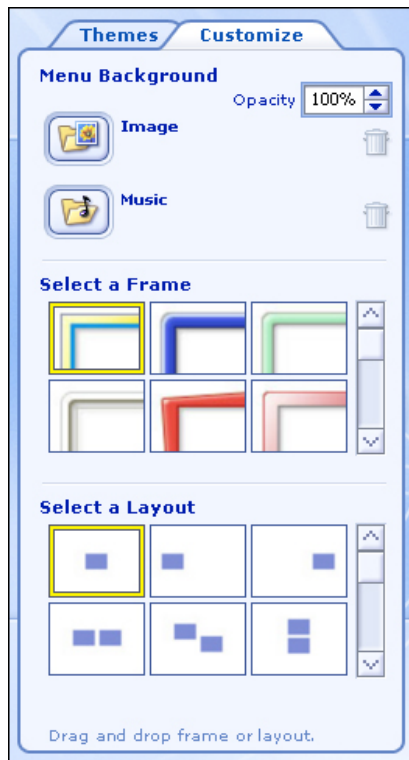 Themes Customize
Menu Background
Opacity 100%
Image
Music
Select a Frame
Select a Layout
Drag and drop frame or layout.